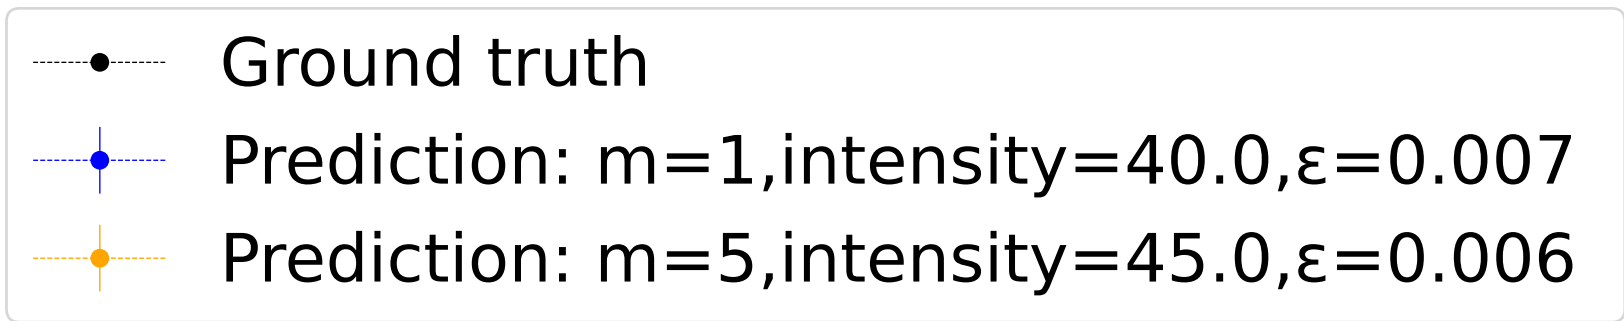 Ground truth
Prediction: m=1,intensity=40.0,ε=0.007
Prediction: m=5,intensity=45.0,ε=0.006